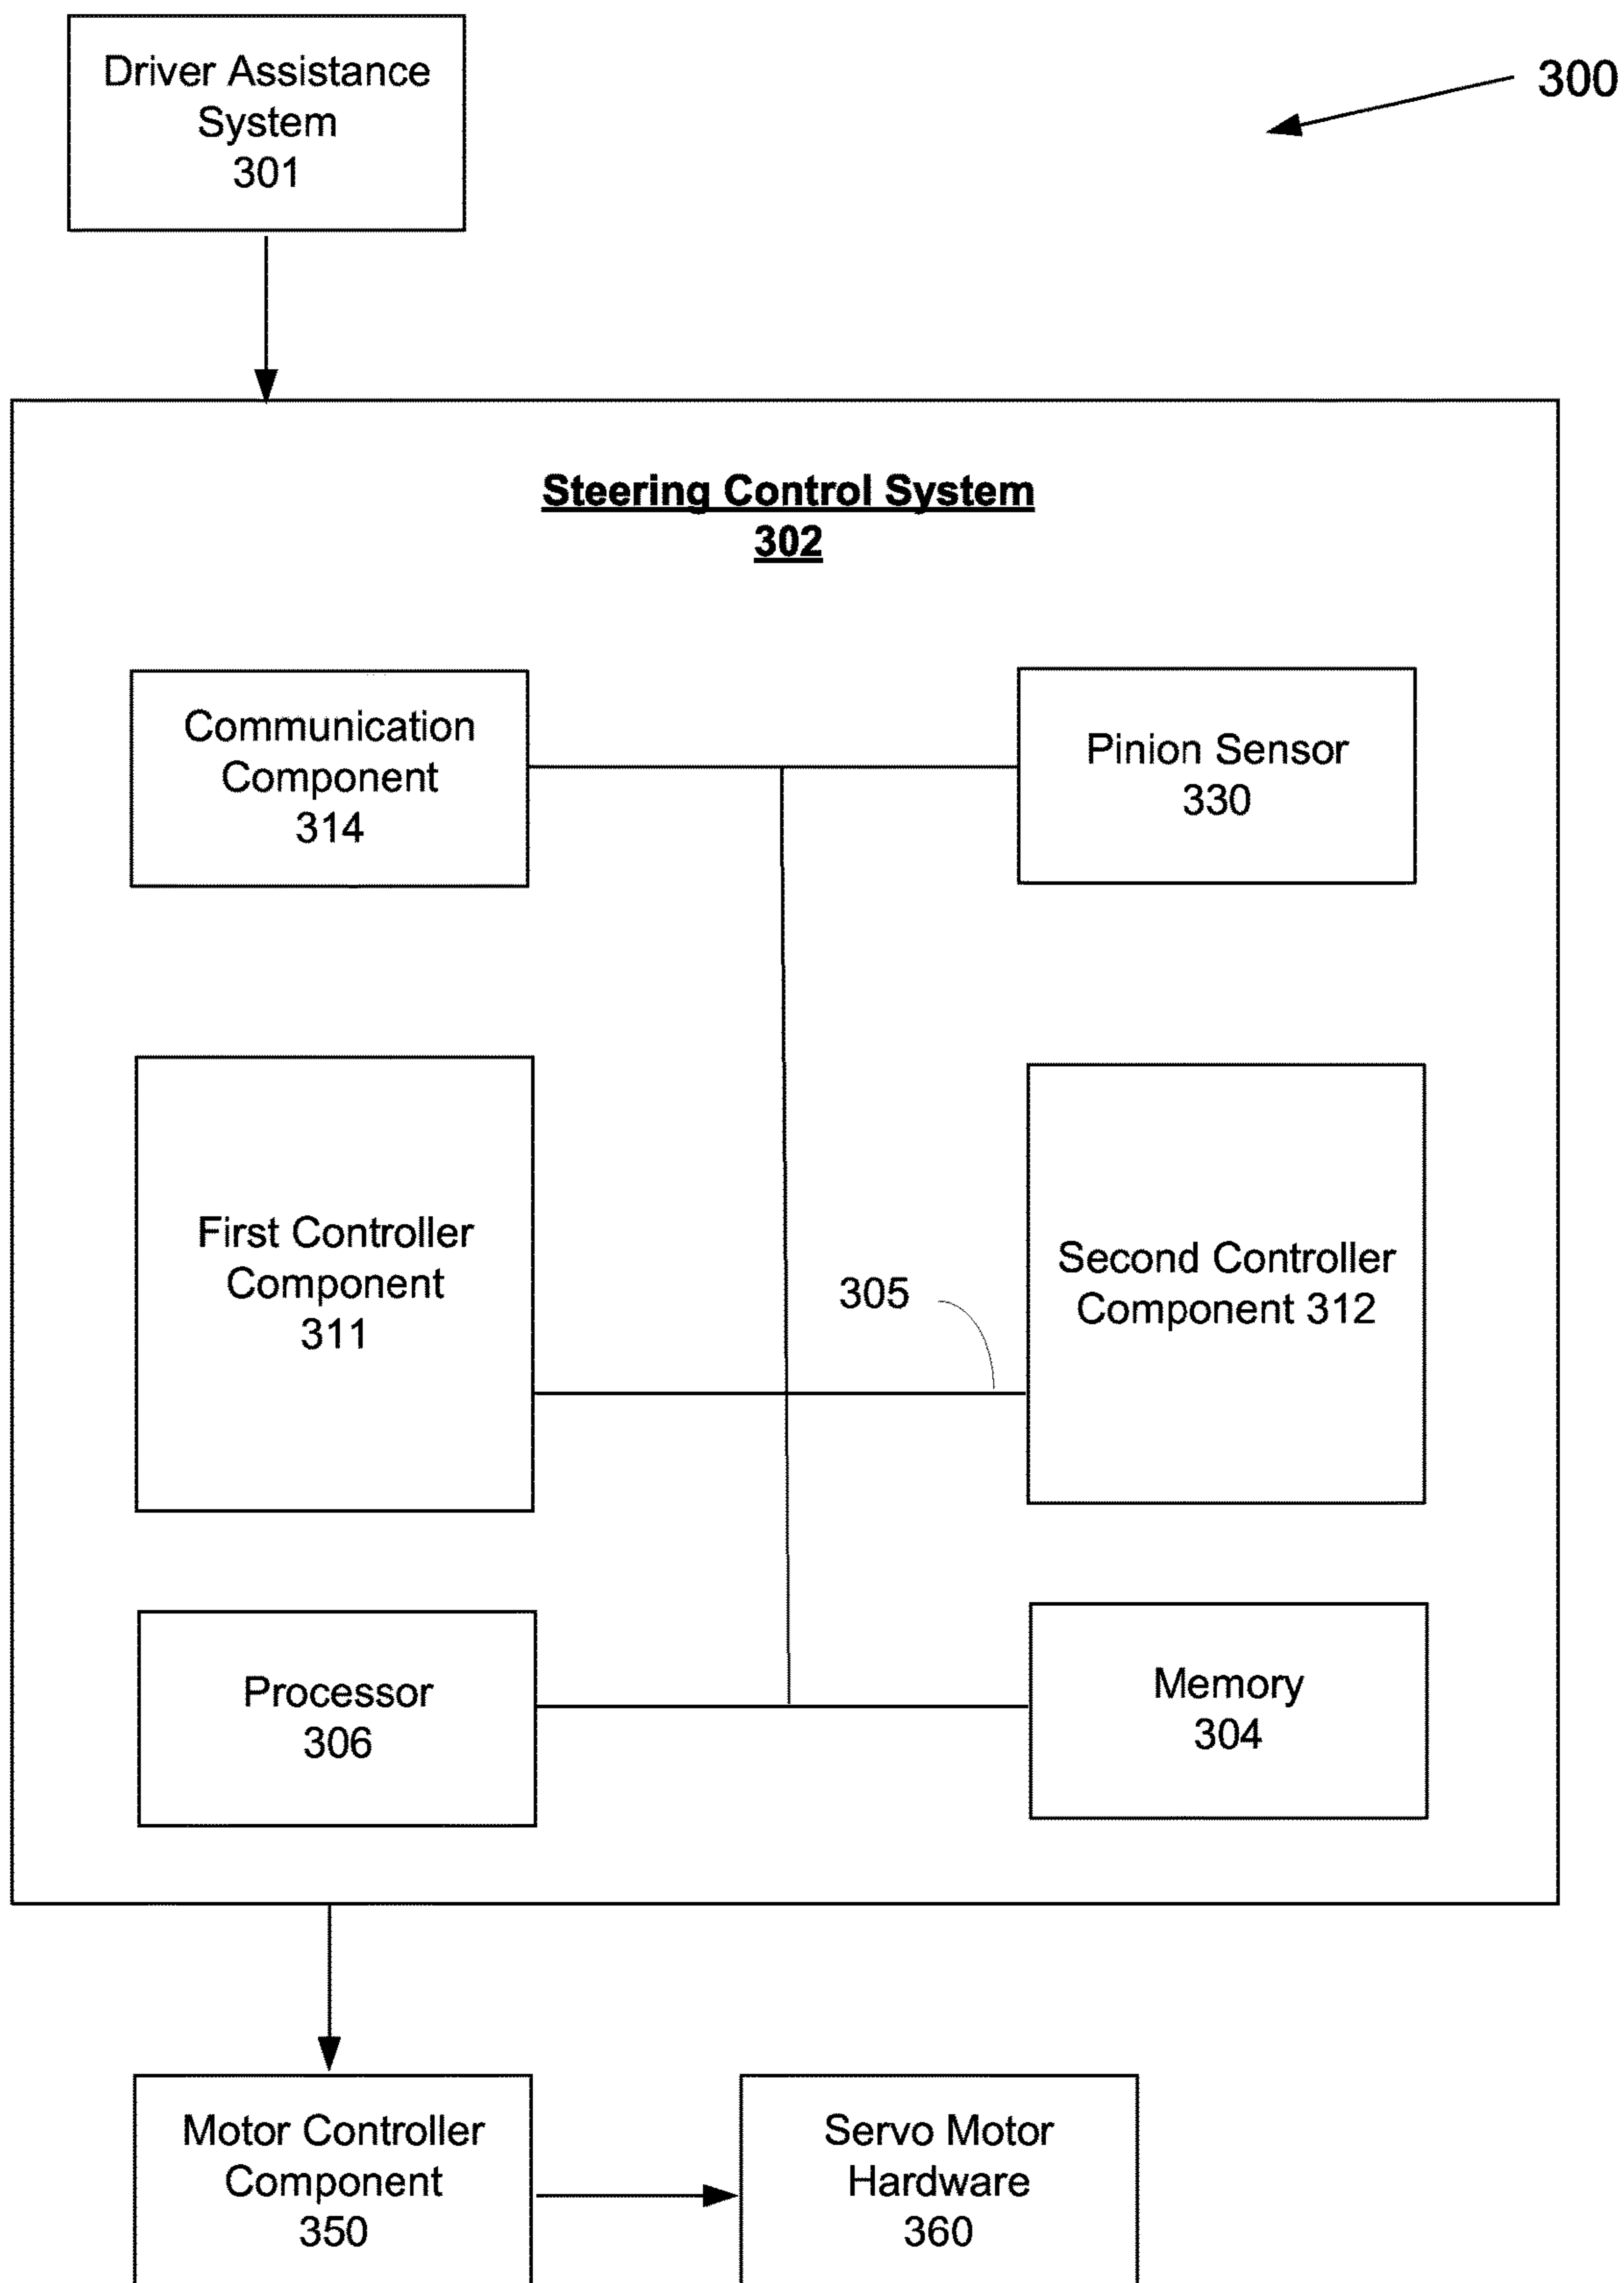 Driver Assistance
System
301
300
Steering Control System
302
Communication
Component
314
Pinion Sensor
330
First Controller
Component
311
305
Second Controller
Component 312
Processor
306
Memory
304
Motor Controller
Component
350
Servo Motor
Hardware
360